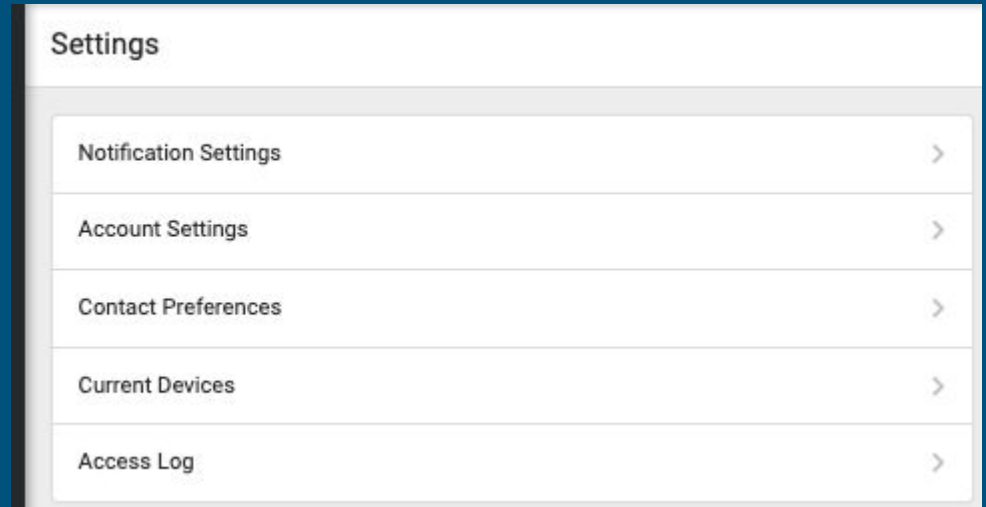 Settings
Notification Settings
Account Settings
Contact Preferences
Current Devices
Access Log